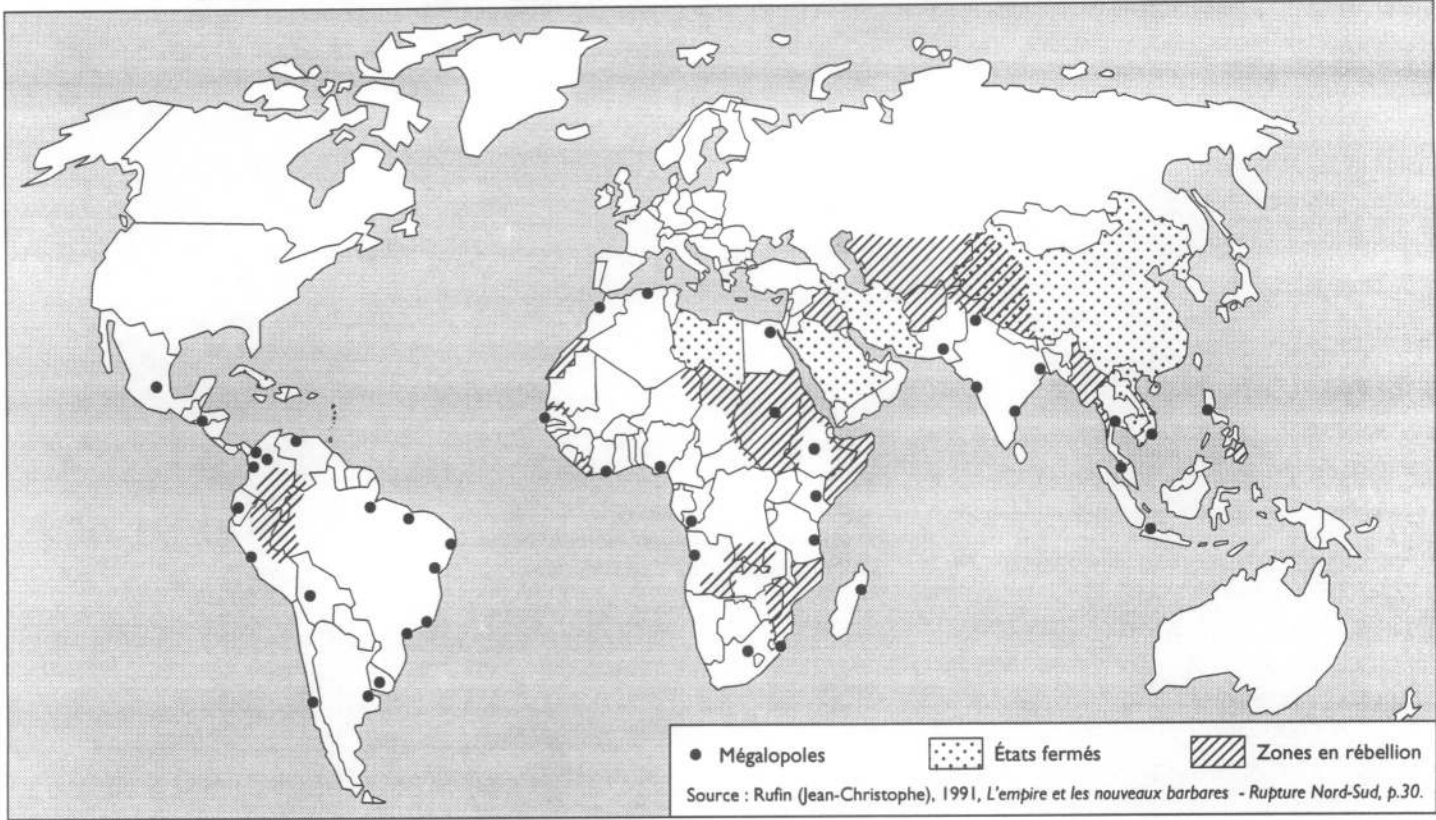 Mégalopoles
États fermés
Zones en rébellion
Source : Rufin (Jean-Christophe), 1991, L'empire et les nouveaux barbares - Rupture Nord-Sud, p.30.